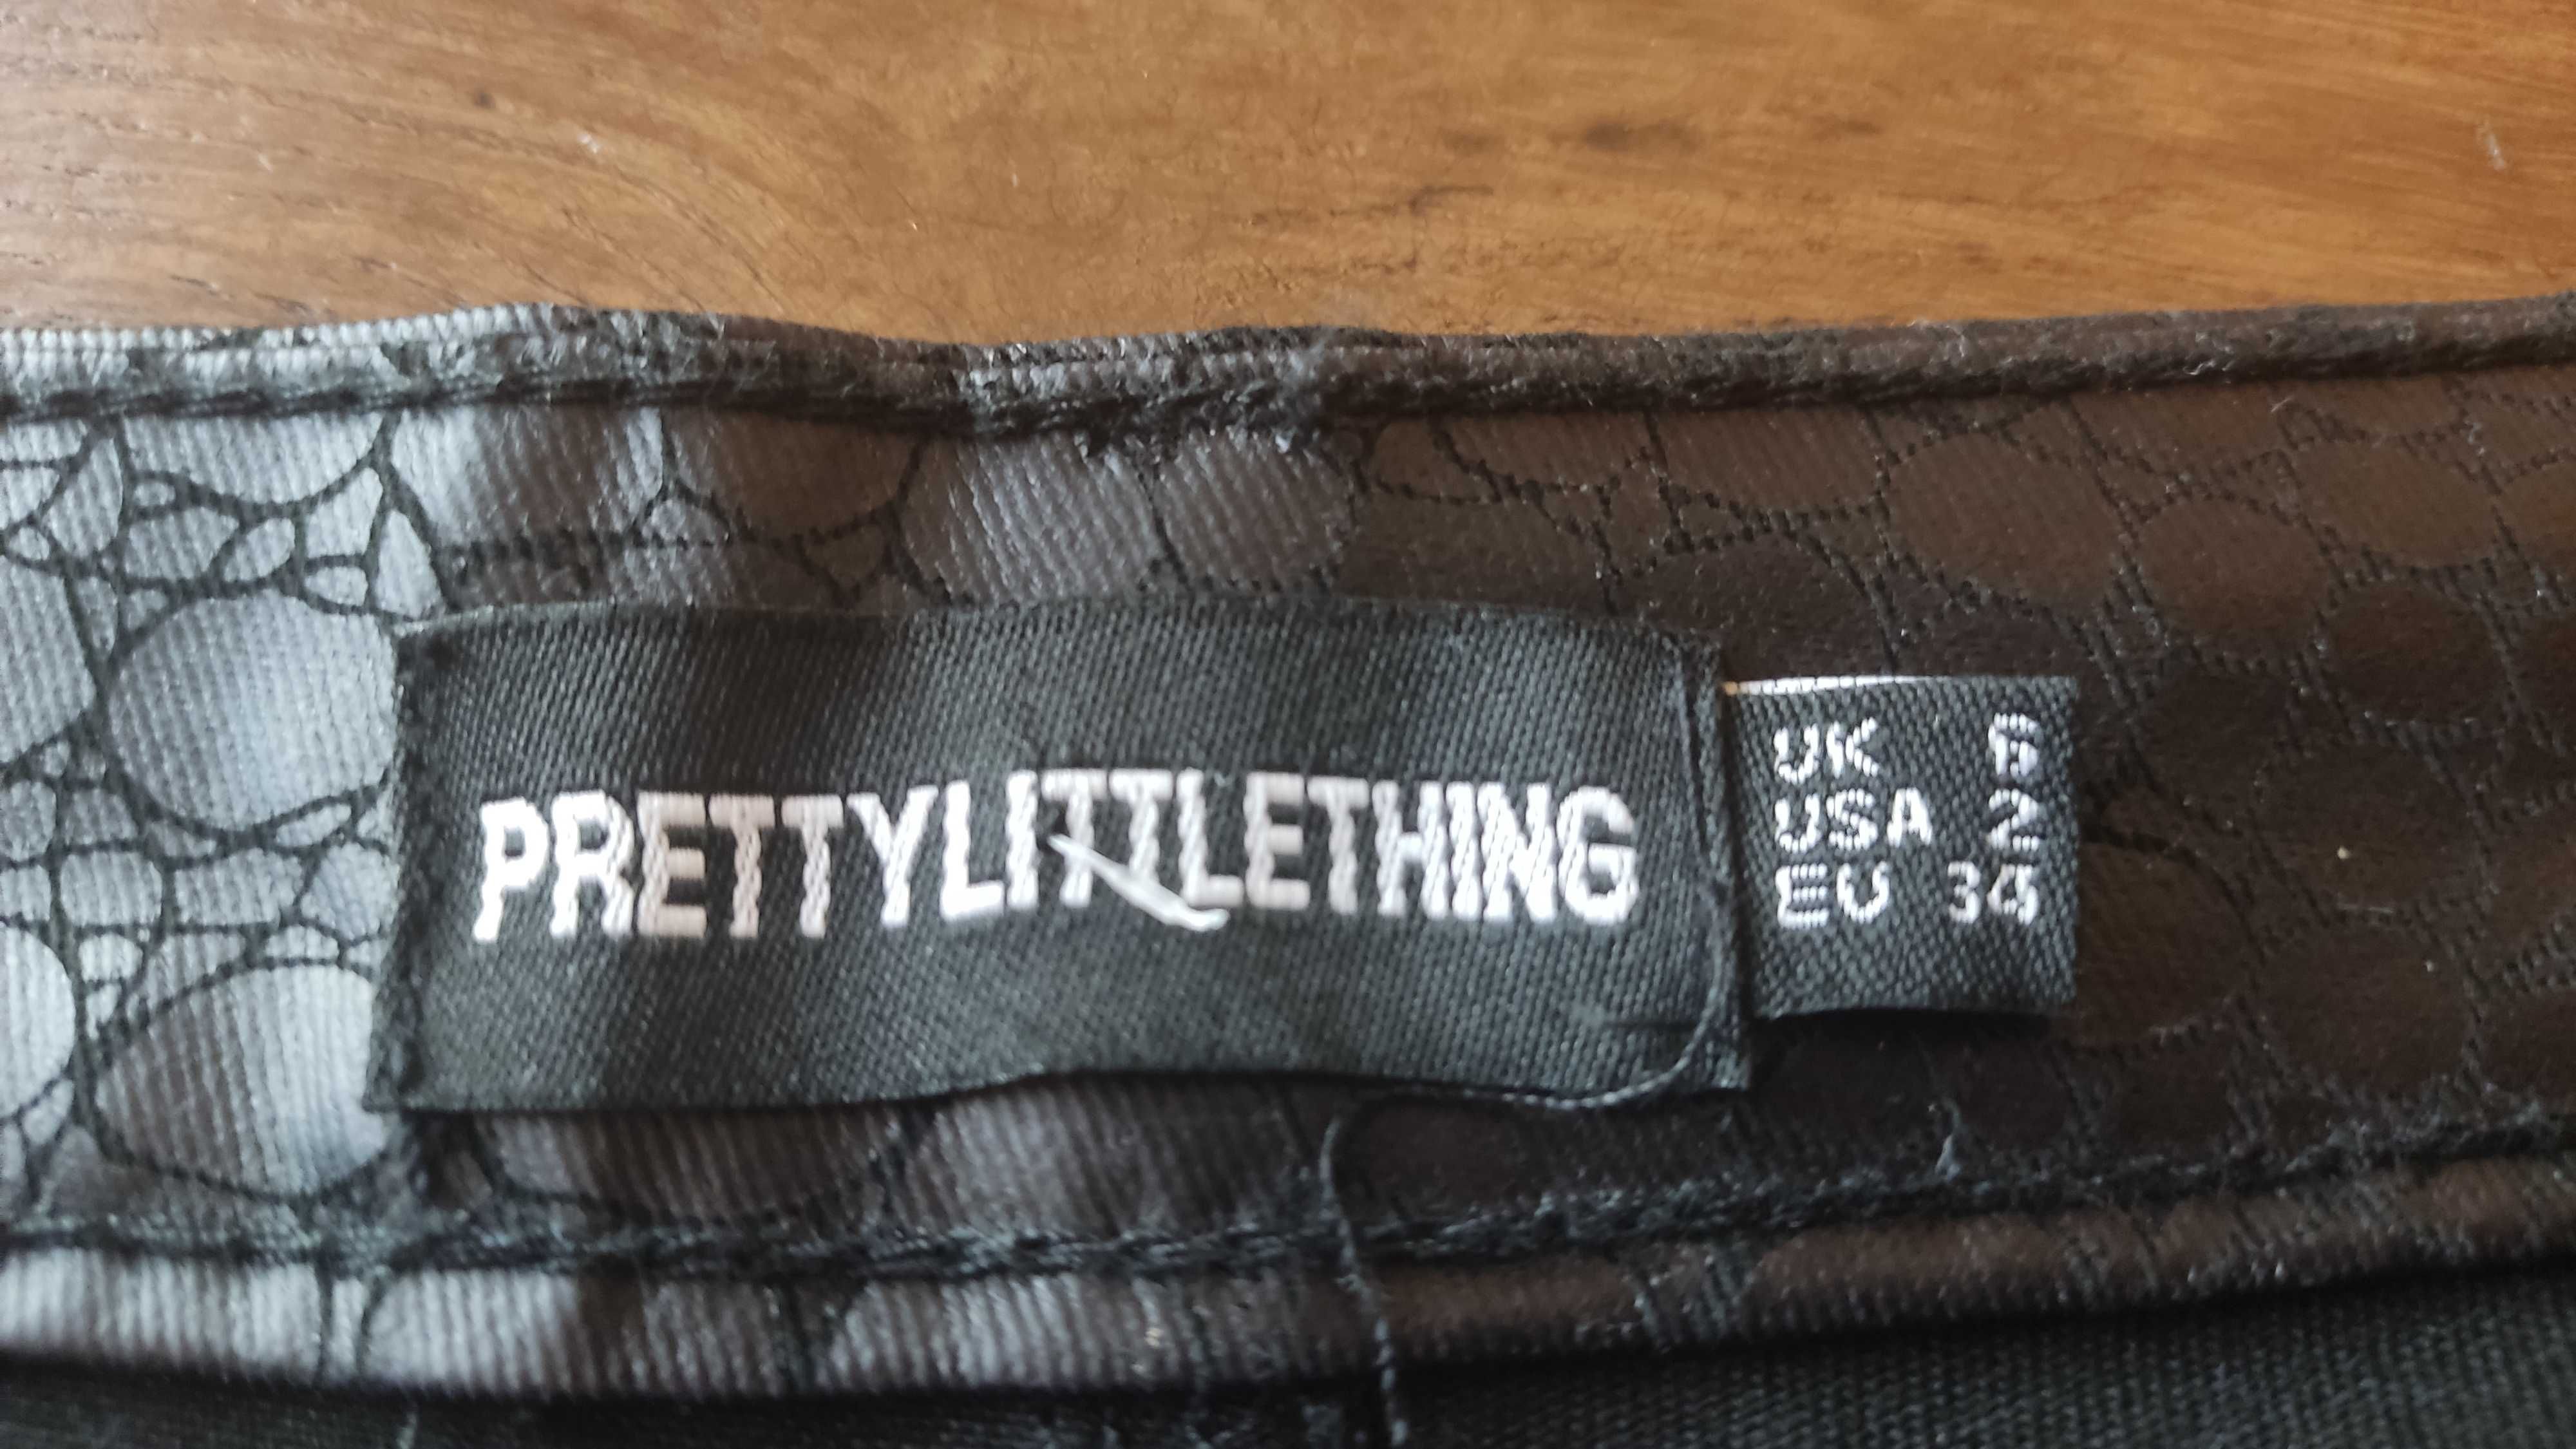 PRETTYLITTLETHING
UK 6
USA 2
EU 34